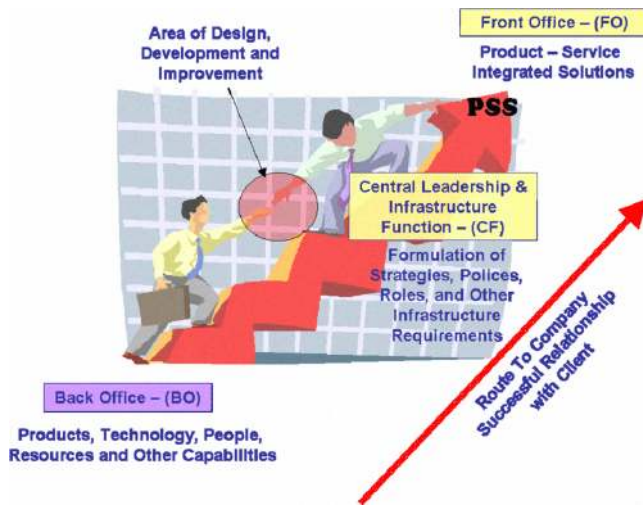 Area of Design,
Development and
Improvement
Front Office – (FO)
Product – Service
Integrated Solutions
PSS
Central Leadership &
Infrastructure
Function – (CF)
Formulation of
Strategies, Polices,
Roles, and Other
Infrastructure
Requirements
Route To Company
Successful Relationship
with Client
Back Office – (BO)
Products, Technology, People,
Resources and Other Capabilities